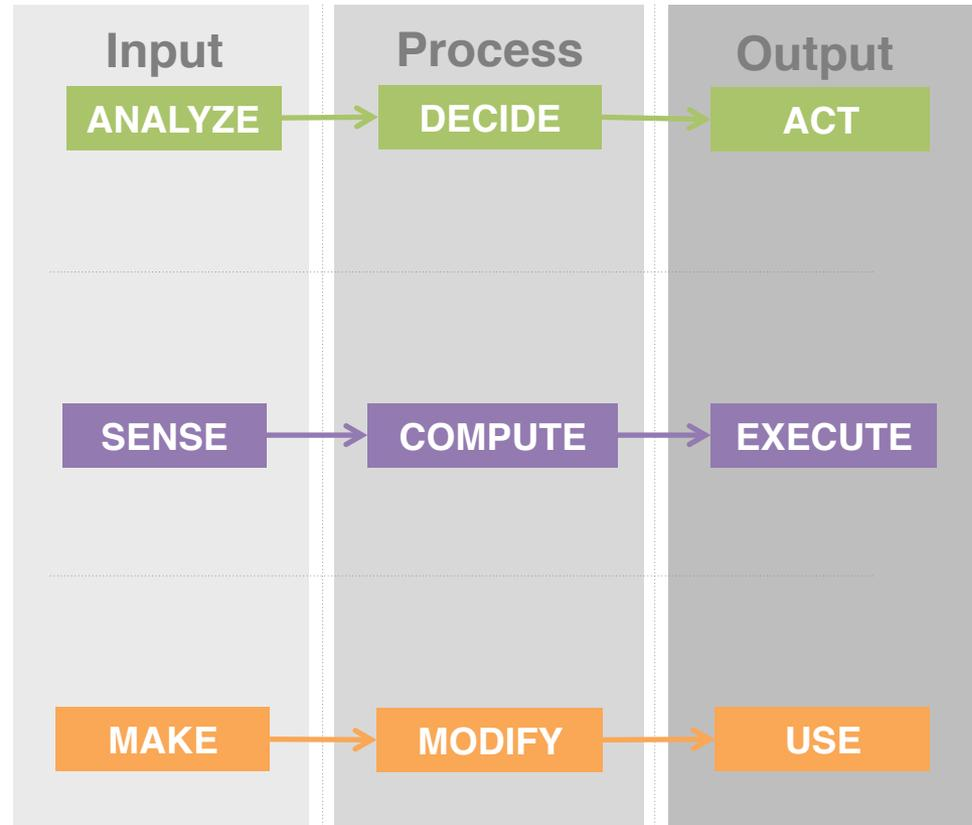 Input
Process
Output
ANALYZE
DECIDE
ACT
SENSE
COMPUTE
EXECUTE
MAKE
MODIFY
USE